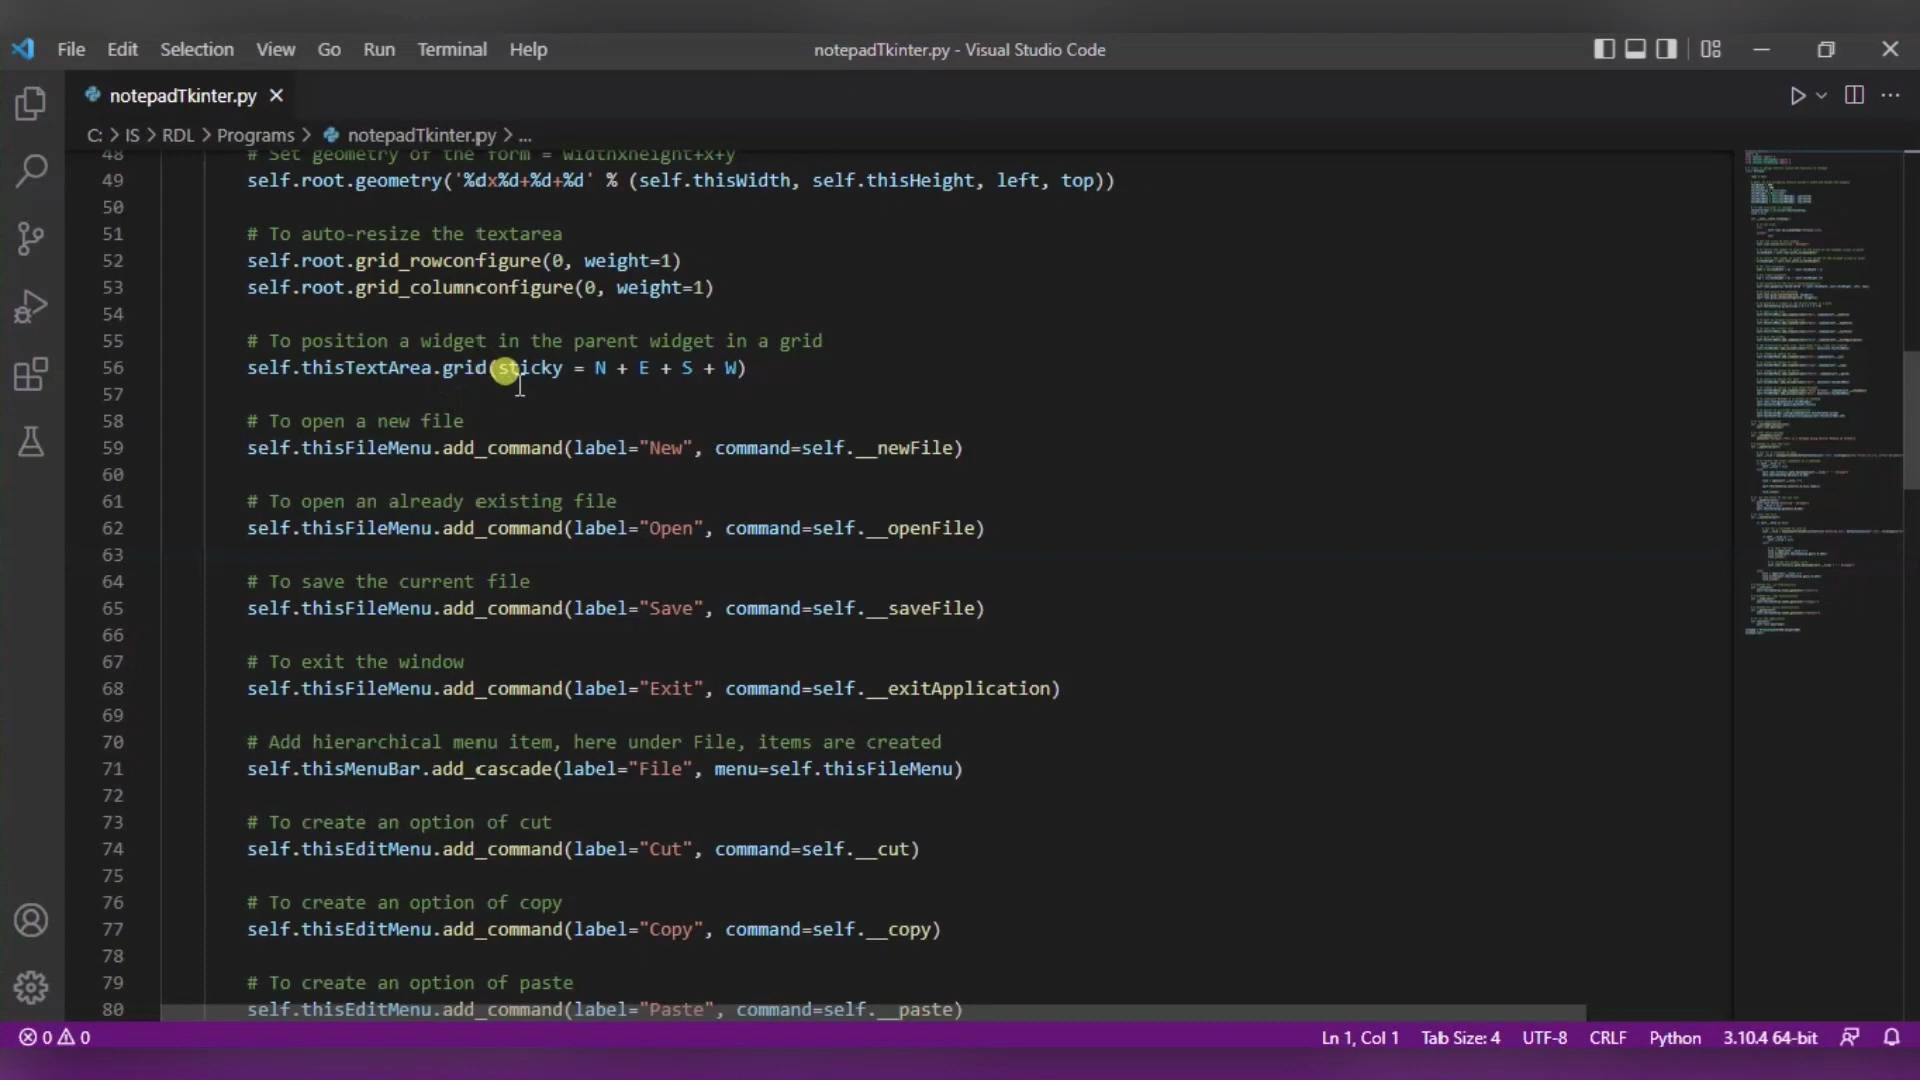 File Edit Selection View Go Run Terminal Help notepadTkinter.py - Visual Studio Code
notepadTkinter.py
C: > IS > RDL > Programs > notepadTkinter.py > ...
48 # Set geometry of the form = widthxheight+x+y
49 self.root.geometry('%dx%d+%d+%d' % (self.thisWidth, self.thisHeight, left, top))
50
51 # To auto-resize the textarea
52 self.root.grid_rowconfigure(0, weight=1)
53 self.root.grid_columnconfigure(0, weight=1)
54
55 # To position a widget in the parent widget in a grid
56 self.thisTextArea.grid(sticky = N + E + S + W)
57
58 # To open a new file
59 self.thisFileMenu.add_command(label="New", command=self.__newFile)
60
61 # To open an already existing file
62 self.thisFileMenu.add_command(label="Open", command=self.__openFile)
63
64 # To save the current file
65 self.thisFileMenu.add_command(label="Save", command=self.__saveFile)
66
67 # To exit the window
68 self.thisFileMenu.add_command(label="Exit", command=self.__exitApplication)
69
70 # Add hierarchical menu item, here under File, items are created
71 self.thisMenuBar.add_cascade(label="File", menu=self.thisFileMenu)
72
73 # To create an option of cut
74 self.thisEditMenu.add_command(label="Cut", command=self.__cut)
75
76 # To create an option of copy
77 self.thisEditMenu.add_command(label="Copy", command=self.__copy)
78
79 # To create an option of paste
80 self.thisEditMenu.add_command(label="Paste", command=self.__paste)
0 0 Ln 1, Col 1 Tab Size: 4 UTF-8 CRLF Python 3.10.4 64-bit